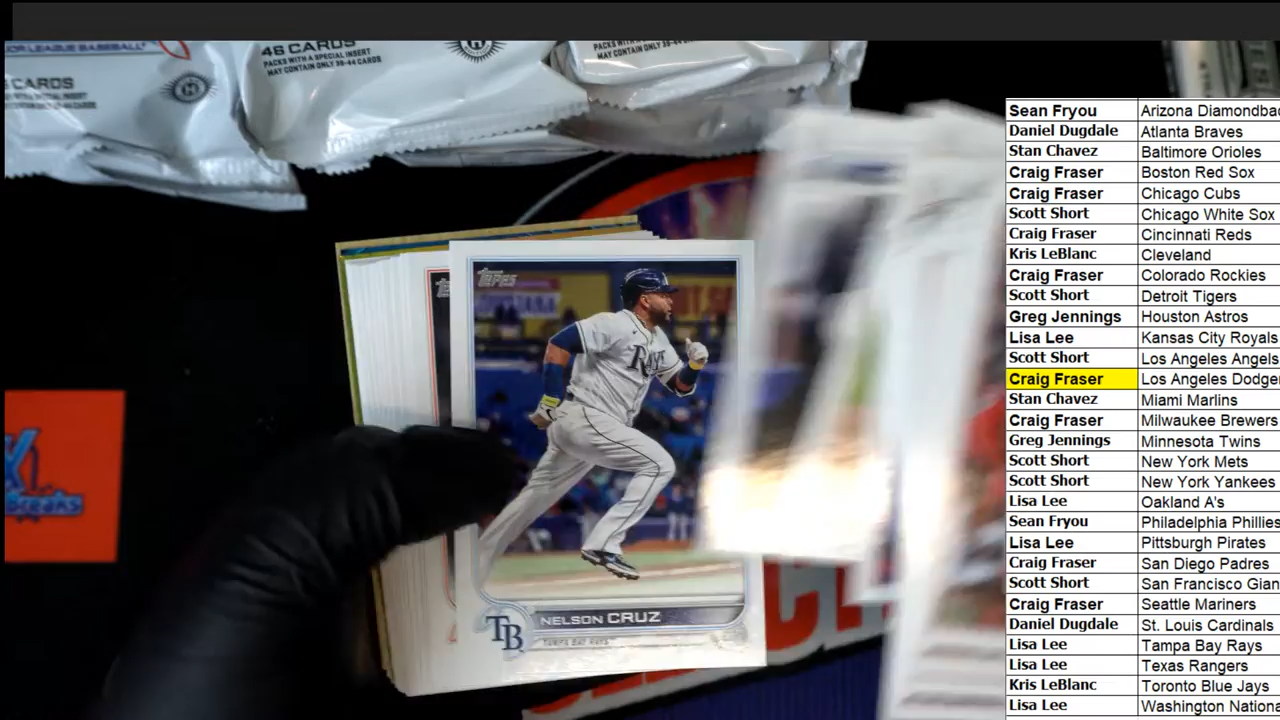 MAJOR LEAGUE BASEBALL
CARDS
46 CARDS
PACKS WITH A SPECIAL INSERT
MAY CONTAIN ONLY 38-44 CARDS
PACKS WITH A SPECIAL INSERT
TOPPS
RAYS
NELSON CRUZ
TB
TAMPA BAY RAYS
Breaks
Sean Fryou Arizona Diamondbac
Daniel Dugdale Atlanta Braves
Stan Chavez Baltimore Orioles
Craig Fraser Boston Red Sox
Craig Fraser Chicago Cubs
Scott Short Chicago White Sox
Craig Fraser Cincinnati Reds
Kris LeBlanc Cleveland
Craig Fraser Colorado Rockies
Scott Short Detroit Tigers
Greg Jennings Houston Astros
Lisa Lee Kansas City Royals
Scott Short Los Angeles Angels
Craig Fraser Los Angeles Dodger
Stan Chavez Miami Marlins
Craig Fraser Milwaukee Brewers
Greg Jennings Minnesota Twins
Scott Short New York Mets
Scott Short New York Yankees
Lisa Lee Oakland A's
Sean Fryou Philadelphia Phillies
Lisa Lee Pittsburgh Pirates
Craig Fraser San Diego Padres
Scott Short San Francisco Gian
Craig Fraser Seattle Mariners
Daniel Dugdale St. Louis Cardinals
Lisa Lee Tampa Bay Rays
Lisa Lee Texas Rangers
Kris LeBlanc Toronto Blue Jays
Lisa Lee Washington Nationa